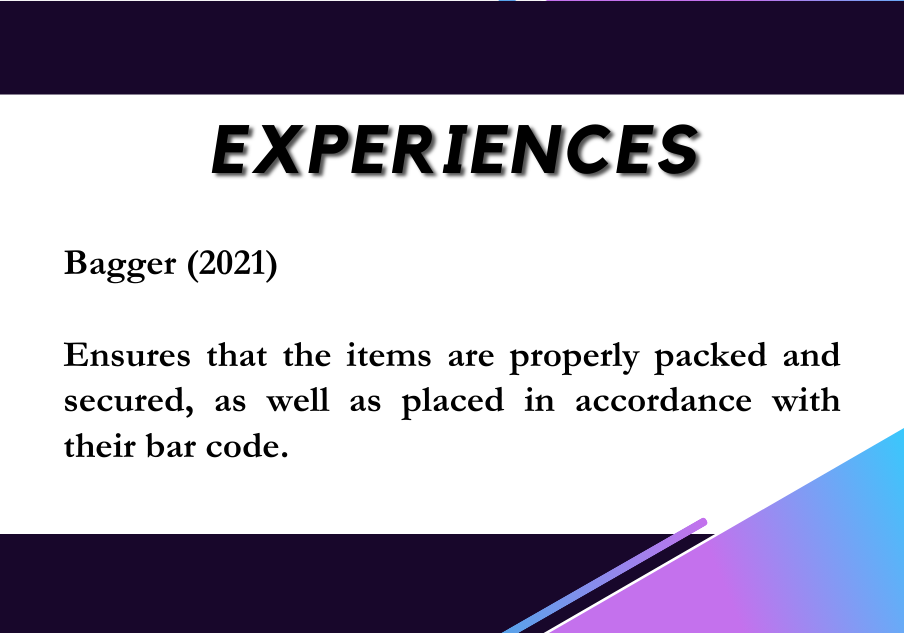 EXPERIENCES
Bagger (2021)
Ensures that the items are properly packed and
secured, as well as placed in accordance with
their bar code.